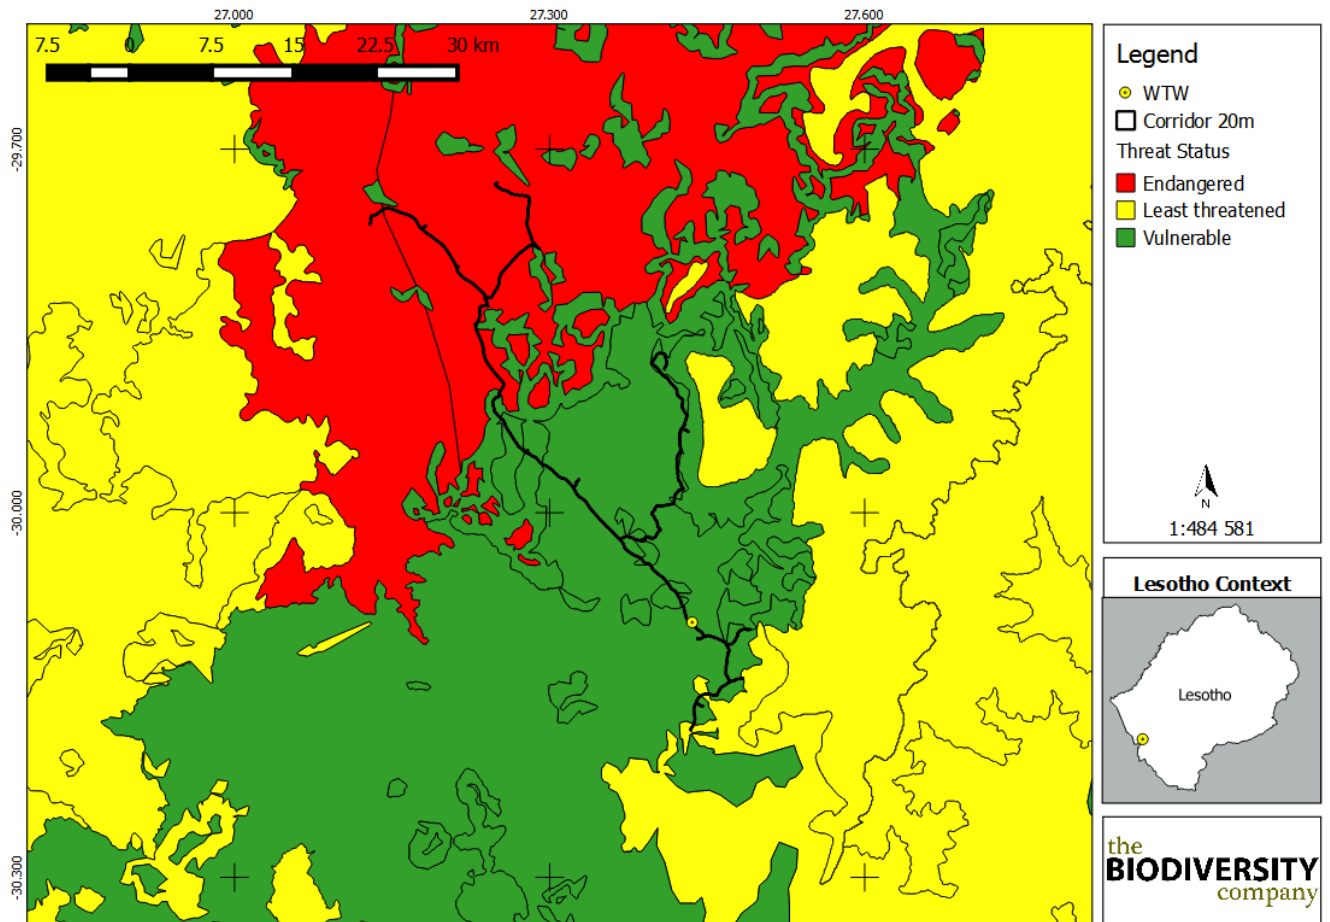 27.000 27.300 27.600
7.5 0 7.5 15 22.5 30 km
-29.700
-30.000
-30.300
Legend
WTW
Corridor 20m
Threat Status
Endangered
Least threatened
Vulnerable
N
1:484 581
Lesotho Context
Lesotho
the
BIODIVERSITY
company